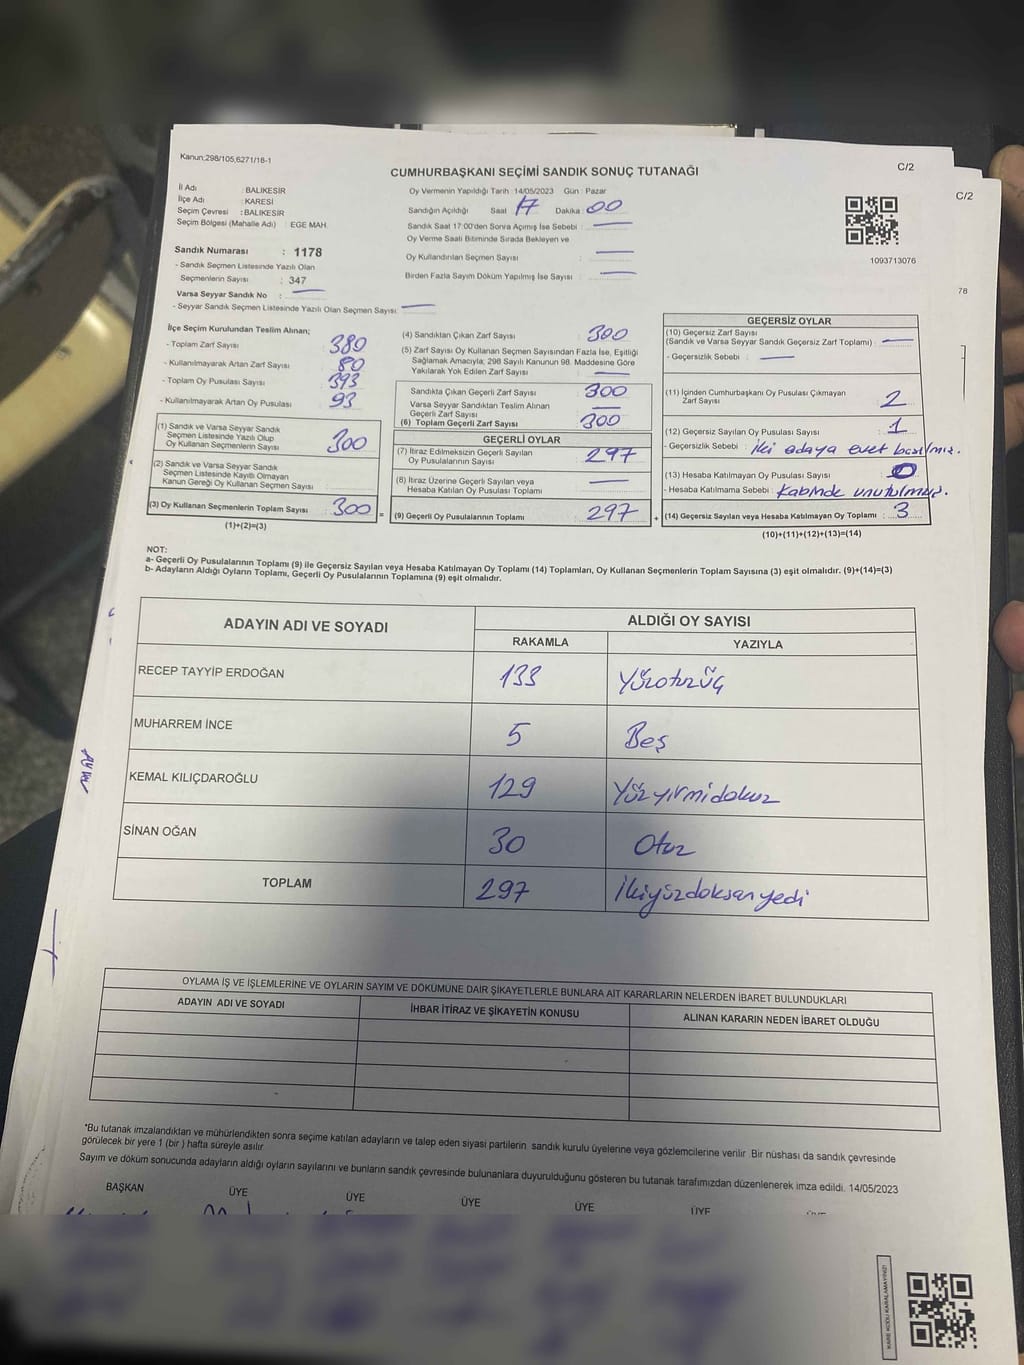 Kanun;298/105,6271/18-1
C/2
C/2
CUMHURBAŞKANI SEÇİMİ SANDIK SONUÇ TUTANAĞI
İl Adı : BALIKESİR
İlçe Adı : KARESİ
Seçim Çevresi : BALIKESİR
Seçim Bölgesi (Mahalle Adı) : EGE MAH.
Oy Vermenin Yapıldığı Tarih :14/05/2023 Gün : Pazar
Sandığın Açıldığı Saat 17 Dakika : 00
Sandık Saat 17:00'den Sonra Açımış İse Sebebi :
Oy Verme Saati Bitiminde Sırada Bekleyen ve
Oy Kullandırılan Seçmen Sayısı :
Birden Fazla Sayım Döküm Yapılmış İse Sayısı :
1093713076
78
Sandık Numarası : 1178
- Sandık Seçmen Listesinde Yazılı Olan
Seçmenlerin Sayısı : 347
Varsa Seyyar Sandık No :
- Seyyar Sandık Seçmen Listesinde Yazılı Olan Seçmen Sayısı:
İlçe Seçim Kurulundan Teslim Alınan;
- Toplam Zarf Sayısı : 380
- Kullanılmayarak Artan Zarf Sayısı : 80
- Toplam Oy Pusulası Sayısı : 393
- Kullanılmayarak Artan Oy Pusulası : 93
(1) Sandık ve Varsa Seyyar Sandık
Seçmen Listesinde Yazılı Olup
Oy Kullanan Seçmenlerin Sayısı : 300
(2) Sandık ve Varsa Seyyar Sandık
Seçmen Listesinde Kayıtlı Olmayan
Kanun Gereği Oy Kullanan Seçmen Sayısı :
(3) Oy Kullanan Seçmenlerin Toplam Sayısı : 300 =
(1)+(2)=(3)
(4) Sandıktan Çıkan Zarf Sayısı : 300
(5) Zarf Sayısı Oy Kullanan Seçmen Sayısından Fazla İse, Eşitliği
Sağlamak Amacıyla; 298 Sayılı Kanunun 98. Maddesine Göre
Yakılarak Yok Edilen Zarf Sayısı :
Sandıkta Çıkan Geçerli Zarf Sayısı : 300
Varsa Seyyar Sandıktan Teslim Alınan
Geçerli Zarf Sayısı :
(6) Toplam Geçerli Zarf Sayısı : 300
GEÇERLİ OYLAR
(7) İtiraz Edilmeksizin Geçerli Sayılan
Oy Pusulalarının Sayısı : 297
(8) İtiraz Üzerine Geçerli Sayılan veya
Hesaba Katılan Oy Pusulası Toplamı :
(9) Geçerli Oy Pusulalarının Toplamı : 297 +
GEÇERSİZ OYLAR
(10) Geçersiz Zarf Sayısı
(Sandık ve Varsa Seyyar Sandık Geçersiz Zarf Toplamı) :
- Geçersizlik Sebebi :
(11) İçinden Cumhurbaşkanı Oy Pusulası Çıkmayan
Zarf Sayısı : 2
(12) Geçersiz Sayılan Oy Pusulası Sayısı : 1
- Geçersizlik Sebebi : İki adaya evet basılmış.
(13) Hesaba Katılmayan Oy Pusulası Sayısı : 0
- Hesaba Katılmama Sebebi : Kabinde unutulmuş.
(14) Geçersiz Sayılan veya Hesaba Katılmayan Oy Toplamı : 3
(10)+(11)+(12)+(13)=(14)
NOT:
a- Geçerli Oy Pusulalarının Toplamı (9) ile Geçersiz Sayılan veya Hesaba Katılmayan Oy Toplamı (14) Toplamları, Oy Kullanan Seçmenlerin Toplam Sayısına (3) eşit olmalıdır. (9)+(14)=(3)
b- Adayların Aldığı Oyların Toplamı, Geçerli Oy Pusulalarının Toplamına (9) eşit olmalıdır.
ADAYIN ADI VE SOYADI
ALDIĞI OY SAYISI
RAKAMLA YAZIYLA
RECEP TAYYİP ERDOĞAN 133 Yüzotuzüç
MUHARREM İNCE 5 Beş
KEMAL KILIÇDAROĞLU 129 Yüzyirmidokuz
SİNAN OĞAN 30 Otuz
TOPLAM 297 İkiyüzdoksanyedi
OYLAMA İŞ VE İŞLEMLERİNE VE OYLARIN SAYIM VE DÖKÜMÜNE DAİR ŞİKAYETLERLE BUNLARA AİT KARARLARIN NELERDEN İBARET BULUNDUKLARI
ADAYIN ADI VE SOYADI İHBAR İTİRAZ VE ŞİKAYETİN KONUSU ALINAN KARARIN NEDEN İBARET OLDUĞU
*Bu tutanak imzalandıktan ve mühürlendikten sonra seçime katılan adayların ve talep eden siyasi partilerin sandık kurulu üyelerine veya gözlemcilerine verilir. Bir nüshası da sandık çevresinde
görülecek bir yere 1 (bir) hafta süreyle asılır
Sayım ve döküm sonucunda adayların aldığı oyların sayılarını ve bunların sandık çevresinde bulunanlara duyurulduğunu gösteren bu tutanak tarafımızdan düzenlenerek imza edildi. 14/05/2023
BAŞKAN ÜYE ÜYE ÜYE ÜYE ÜYE
KARE KODU KARALAMAYINIZ!